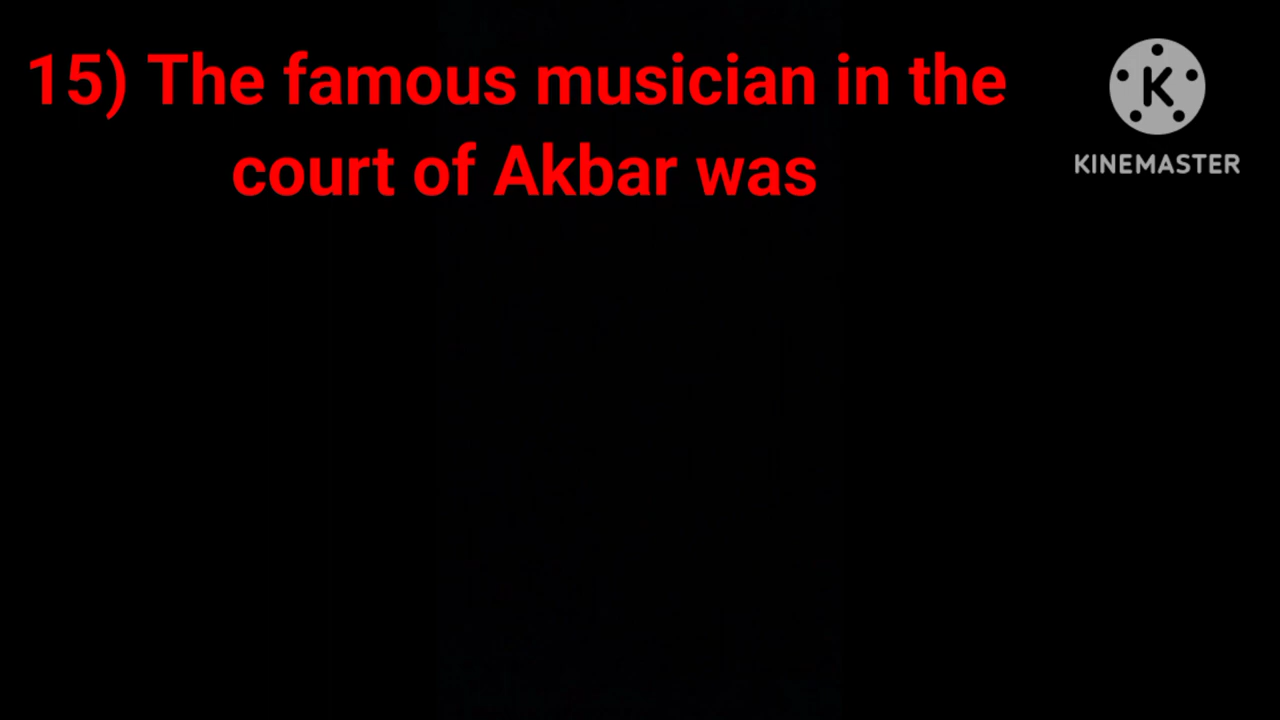 15) The famous musician in the
court of Akbar was
K
KINEMASTER